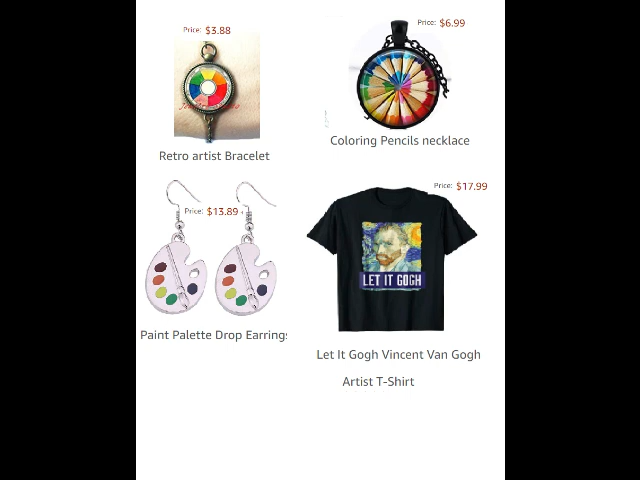 Price: $3.88
Price: $6.99
Retro artist Bracelet
Coloring Pencils necklace
Price: $13.89
Price: $17.99
LET IT GOGH
Paint Palette Drop Earrings
Let It Gogh Vincent Van Gogh
Artist T-Shirt